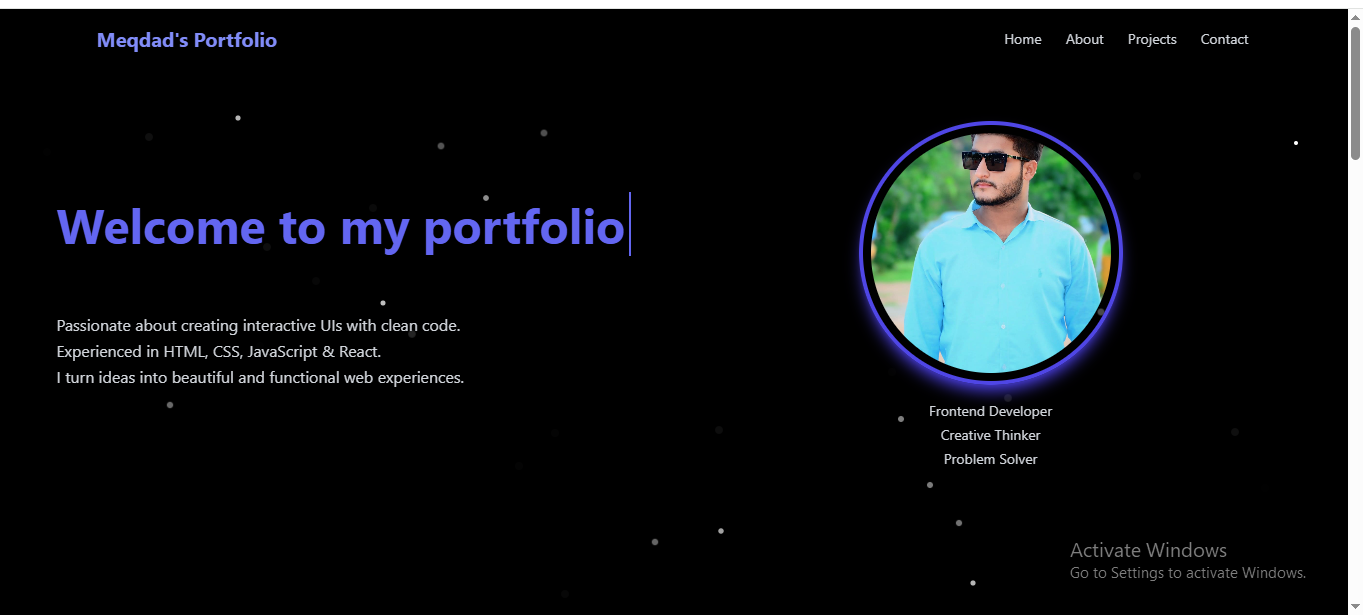 Meqdad's Portfolio
Home About Projects Contact
Welcome to my portfolio
Passionate about creating interactive UIs with clean code.
Experienced in HTML, CSS, JavaScript & React.
I turn ideas into beautiful and functional web experiences.
Frontend Developer
Creative Thinker
Problem Solver
Activate Windows
Go to Settings to activate Windows.